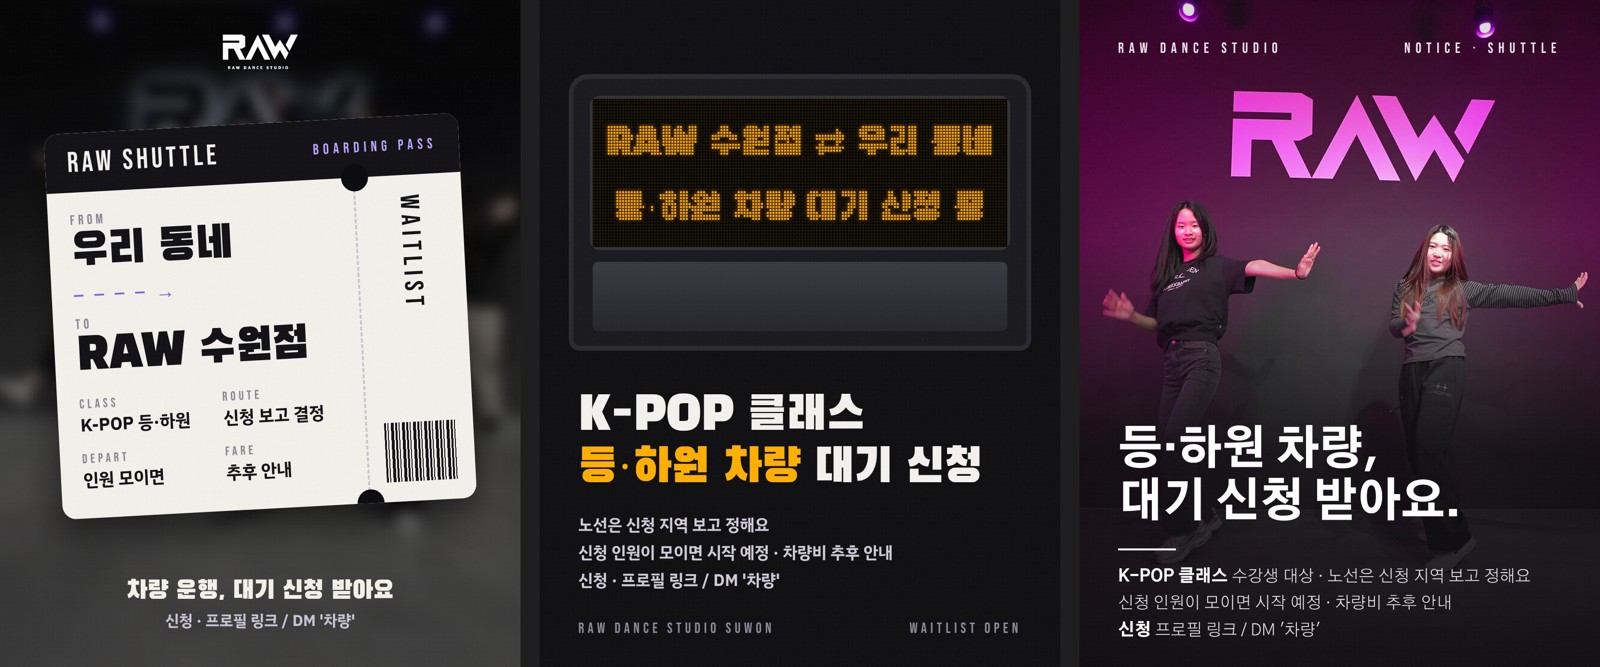 RAW
RAW DANCE STUDIO
RAW SHUTTLE
BOARDING PASS
FROM
우리 동네
TO
RAW 수원점
WAITLIST
CLASS
K-POP 등·하원
ROUTE
신청 보고 결정
DEPART
인원 모이면
FARE
추후 안내
차량 운행, 대기 신청 받아요
신청 · 프로필 링크 / DM '차량'
RAW 수원점 ⇄ 우리 동네
등·하원 차량 대기 신청 중
K-POP 클래스
등·하원 차량 대기 신청
노선은 신청 지역 보고 정해요
신청 인원이 모이면 시작 예정 · 차량비 추후 안내
신청 · 프로필 링크 / DM '차량'
RAW DANCE STUDIO SUWON
WAITLIST OPEN
RAW DANCE STUDIO
NOTICE · SHUTTLE
RAW
등·하원 차량,
대기 신청 받아요.
K-POP 클래스 수강생 대상 · 노선은 신청 지역 보고 정해요
신청 인원이 모이면 시작 예정 · 차량비 추후 안내
신청 프로필 링크 / DM '차량'